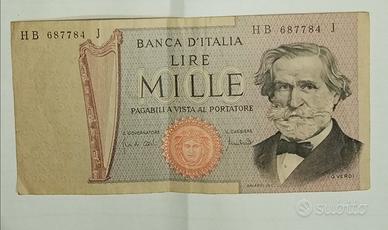 HB 687784 J
HB 687784 J
BANCA D'ITALIA
LIRE
MILLE
PAGABILI A VISTA AL PORTATORE
IL GOVERNATORE
IL CASSIERE
G. VERDI
subito